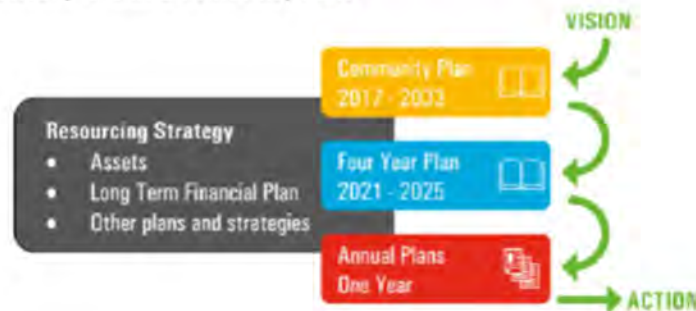 VISION
Community Plan
2017 - 2033
Resourcing Strategy
• Assets
• Long Term Financial Plan
• Other plans and strategies
Four Year Plan
2021 - 2025
Annual Plans
One Year
ACTION